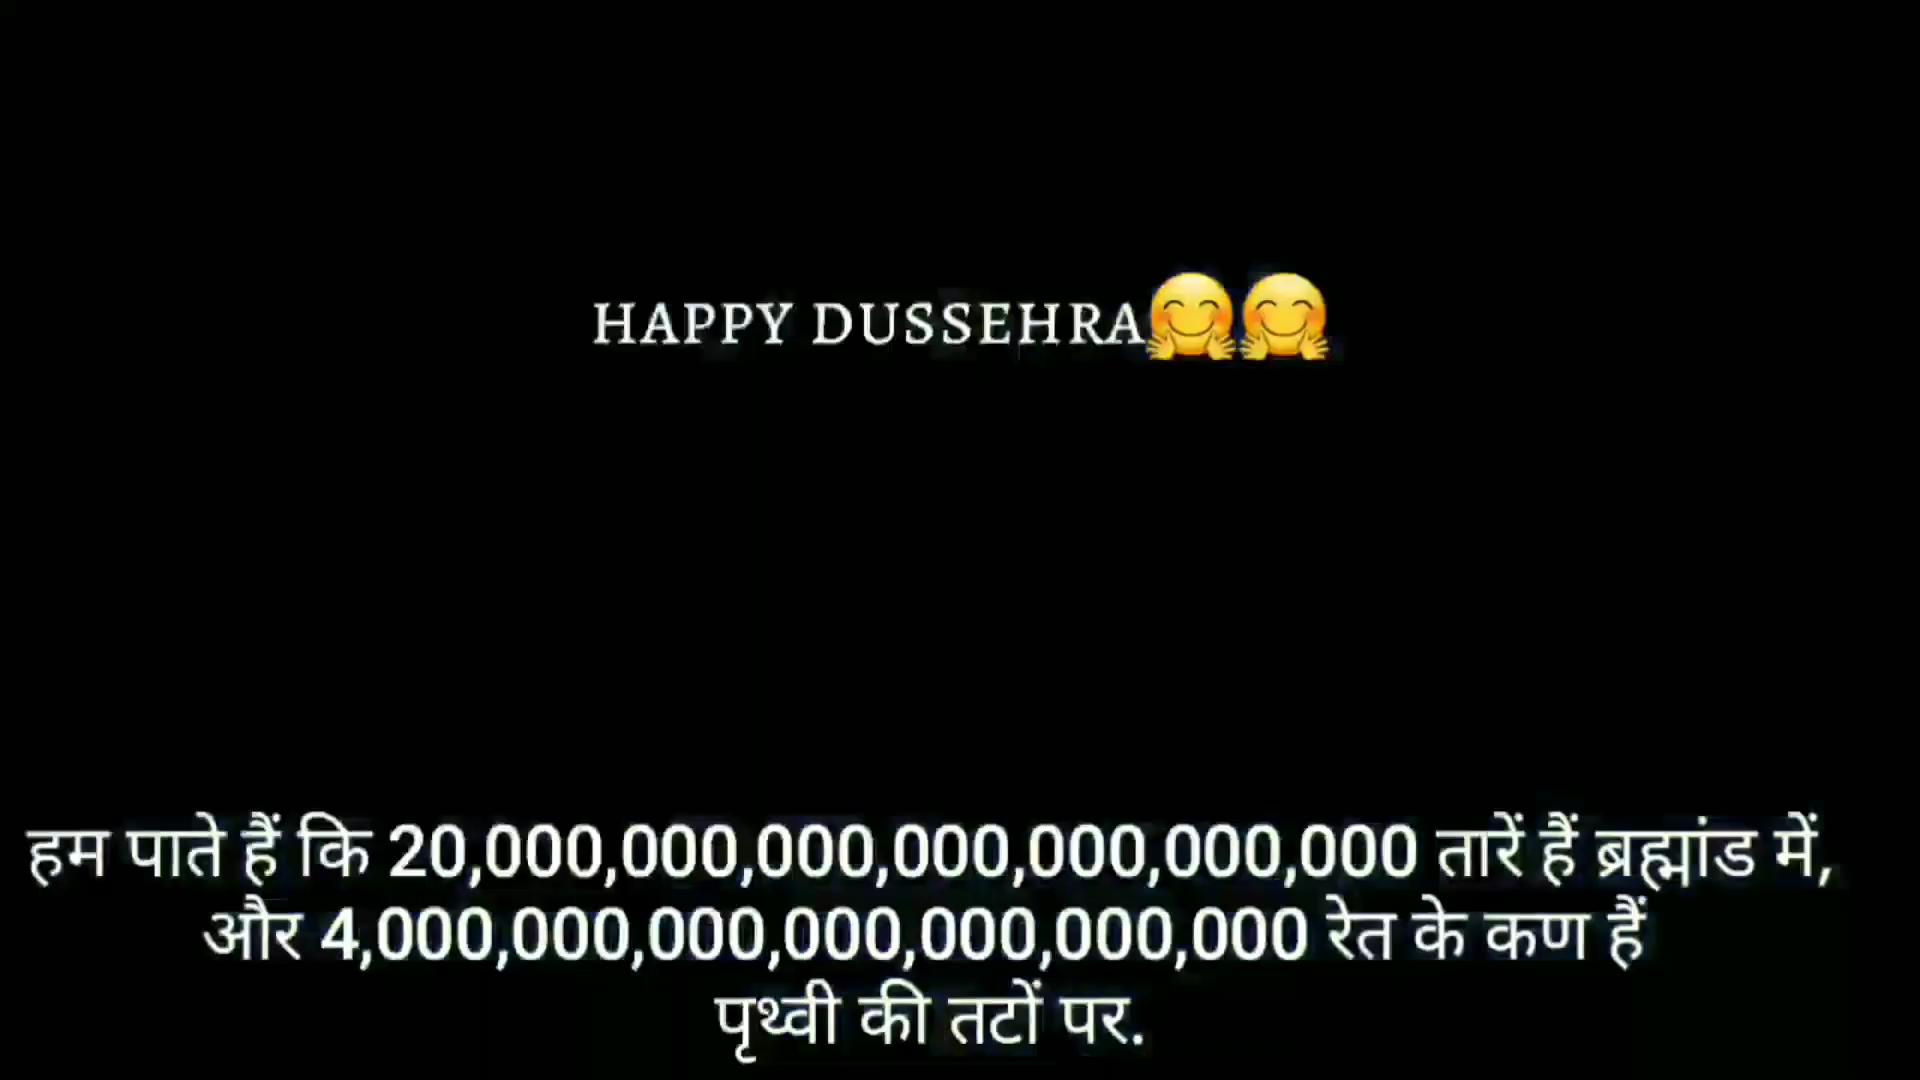 HAPPY DUSSEHRA🤗🤗
हम पाते हैं कि 20,000,000,000,000,000,000,000 तारें हैं ब्रह्मांड में,
और 4,000,000,000,000,000,000,000 रेत के कण हैं
पृथ्वी की तटों पर.